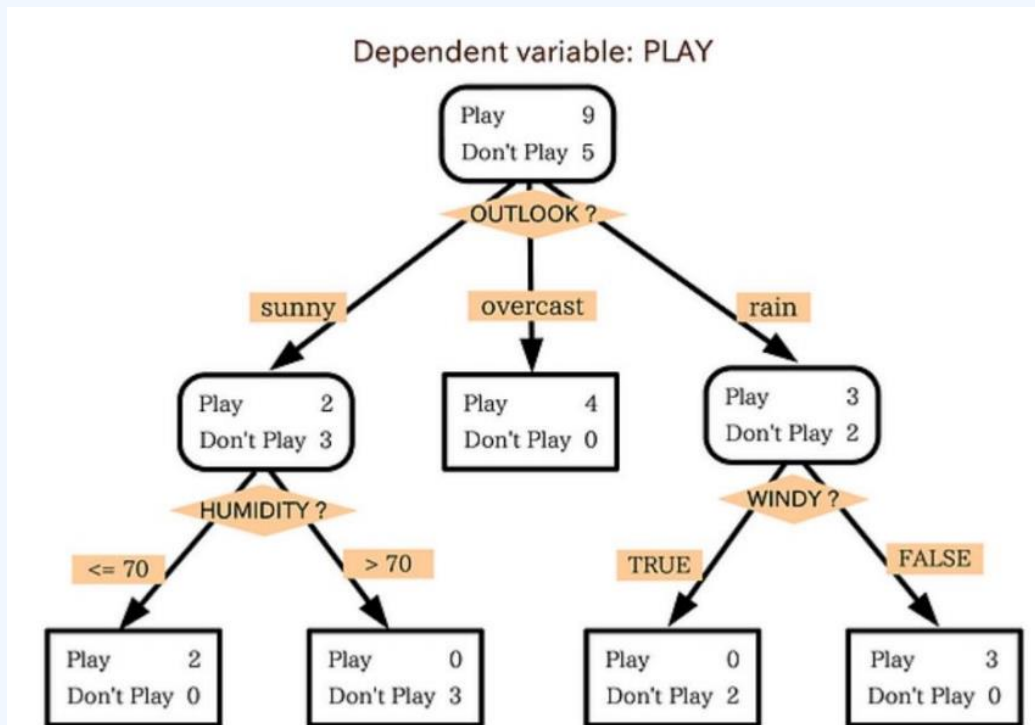 Dependent variable: PLAY
Play 9
Don't Play 5
OUTLOOK ?
sunny
overcast
rain
Play 2
Don't Play 3
Play 4
Don't Play 0
Play 3
Don't Play 2
HUMIDITY ?
WINDY ?
<= 70
> 70
TRUE
FALSE
Play 2
Don't Play 0
Play 0
Don't Play 3
Play 0
Don't Play 2
Play 3
Don't Play 0